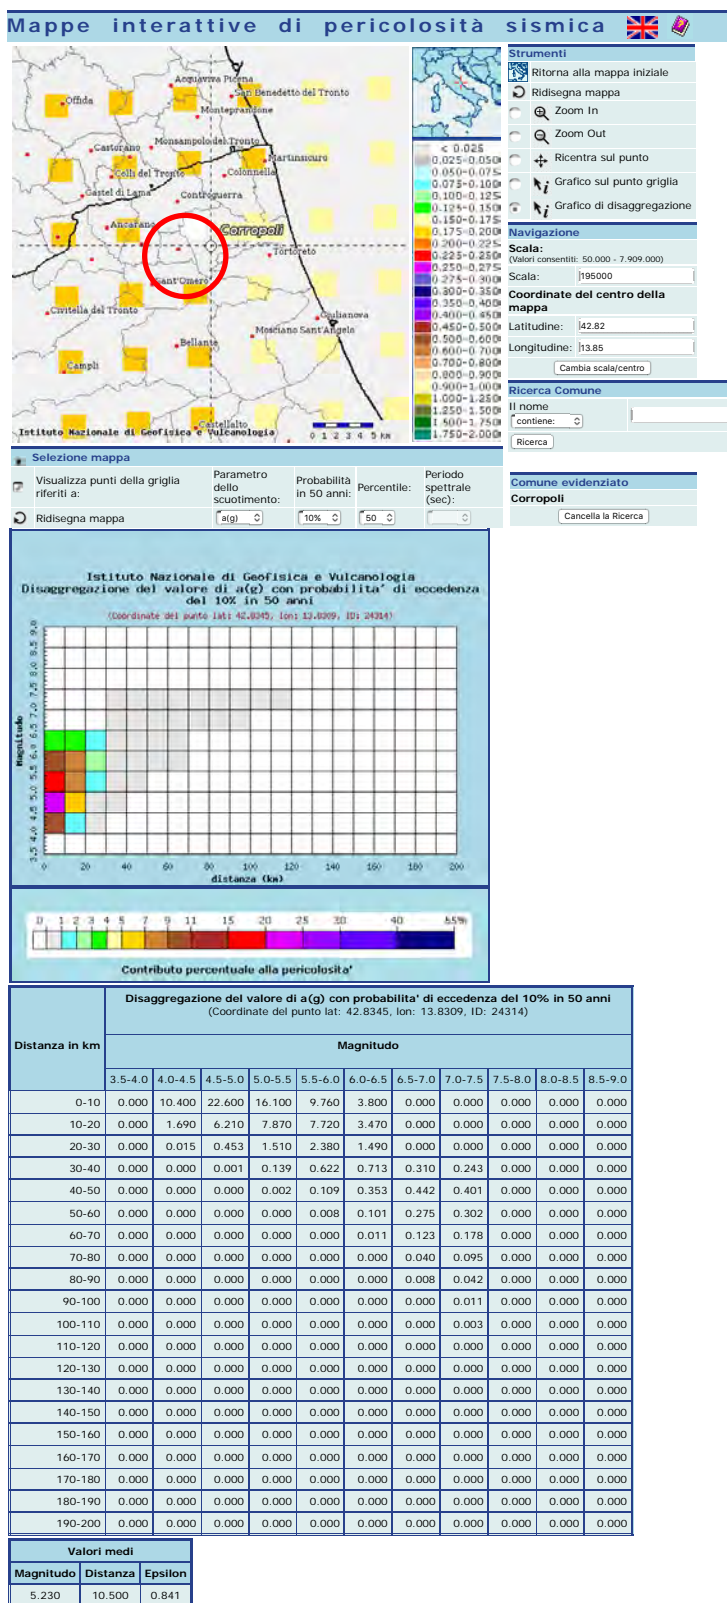 Mappe interattive di pericolosità sismica
Acquaviva Picena
San Benedetto del Tronto
Offida
Monteprandone
Castorano
Monsampolo del Tronto
Martinsicuro
Colli del Tronto
Colonnella
Castel di Lama
Controguerra
Ancarano
Corropoli
Tortoreto
Sant'Omero
Civitella del Tronto
Giulianova
Mosciano Sant'Angelo
Bellante
Campli
Castellalto
Istituto Nazionale di Geofisica e Vulcanologia
0 1 2 3 4 5 km
< 0.025
0.025-0.050
0.050-0.075
0.075-0.100
0.100-0.125
0.125-0.150
0.150-0.175
0.175-0.200
0.200-0.225
0.225-0.250
0.250-0.275
0.275-0.300
0.300-0.350
0.350-0.400
0.400-0.450
0.450-0.500
0.500-0.600
0.600-0.700
0.700-0.800
0.800-0.900
0.900-1.000
1.000-1.250
1.250-1.500
1.500-1.750
1.750-2.000
Strumenti
Ritorna alla mappa iniziale
Ridisegna mappa
Zoom In
Zoom Out
Ricentra sul punto
Grafico sul punto griglia
Grafico di disaggregazione
Navigazione
Scala:
(Valori consentiti: 50.000 - 7.909.000)
Scala: 195000
Coordinate del centro della
mappa
Latitudine: 42.82
Longitudine: 13.85
Cambia scala/centro
Ricerca Comune
Il nome
contiene:
Ricerca
Comune evidenziato
Corropoli
Cancella la Ricerca
Selezione mappa
Visualizza punti della griglia
riferiti a:
Parametro
dello
scuotimento:
Probabilità
in 50 anni:
Percentile:
Periodo
spettrale
(sec):
Ridisegna mappa
a(g) 10% 50
Istituto Nazionale di Geofisica e Vulcanologia
Disaggregazione del valore di a(g) con probabilita' di eccedenza
del 10% in 50 anni
(Coordinate del punto lat: 42.8345, lon: 13.8309, ID: 24314)
Magnitudo
3.5 4.0 4.5 5.0 5.5 6.0 6.5 7.0 7.5 8.0 8.5 9.0
0 20 40 60 80 100 120 140 160 180 200
distanza (km)
0 1 2 3 4 5 7 9 11 15 20 25 30 40 55%
Contributo percentuale alla pericolosita'
Disaggregazione del valore di a(g) con probabilita' di eccedenza del 10% in 50 anni
(Coordinate del punto lat: 42.8345, lon: 13.8309, ID: 24314)
Distanza in km
Magnitudo
3.5-4.0 4.0-4.5 4.5-5.0 5.0-5.5 5.5-6.0 6.0-6.5 6.5-7.0 7.0-7.5 7.5-8.0 8.0-8.5 8.5-9.0
0-10 0.000 10.400 22.600 16.100 9.760 3.800 0.000 0.000 0.000 0.000 0.000
10-20 0.000 1.690 6.210 7.870 7.720 3.470 0.000 0.000 0.000 0.000 0.000
20-30 0.000 0.015 0.453 1.510 2.380 1.490 0.000 0.000 0.000 0.000 0.000
30-40 0.000 0.000 0.001 0.139 0.622 0.713 0.310 0.243 0.000 0.000 0.000
40-50 0.000 0.000 0.000 0.002 0.109 0.353 0.442 0.401 0.000 0.000 0.000
50-60 0.000 0.000 0.000 0.000 0.008 0.101 0.275 0.302 0.000 0.000 0.000
60-70 0.000 0.000 0.000 0.000 0.000 0.011 0.123 0.178 0.000 0.000 0.000
70-80 0.000 0.000 0.000 0.000 0.000 0.000 0.040 0.095 0.000 0.000 0.000
80-90 0.000 0.000 0.000 0.000 0.000 0.000 0.008 0.042 0.000 0.000 0.000
90-100 0.000 0.000 0.000 0.000 0.000 0.000 0.000 0.011 0.000 0.000 0.000
100-110 0.000 0.000 0.000 0.000 0.000 0.000 0.000 0.003 0.000 0.000 0.000
110-120 0.000 0.000 0.000 0.000 0.000 0.000 0.000 0.000 0.000 0.000 0.000
120-130 0.000 0.000 0.000 0.000 0.000 0.000 0.000 0.000 0.000 0.000 0.000
130-140 0.000 0.000 0.000 0.000 0.000 0.000 0.000 0.000 0.000 0.000 0.000
140-150 0.000 0.000 0.000 0.000 0.000 0.000 0.000 0.000 0.000 0.000 0.000
150-160 0.000 0.000 0.000 0.000 0.000 0.000 0.000 0.000 0.000 0.000 0.000
160-170 0.000 0.000 0.000 0.000 0.000 0.000 0.000 0.000 0.000 0.000 0.000
170-180 0.000 0.000 0.000 0.000 0.000 0.000 0.000 0.000 0.000 0.000 0.000
180-190 0.000 0.000 0.000 0.000 0.000 0.000 0.000 0.000 0.000 0.000 0.000
190-200 0.000 0.000 0.000 0.000 0.000 0.000 0.000 0.000 0.000 0.000 0.000
Valori medi
Magnitudo Distanza Epsilon
5.230 10.500 0.841